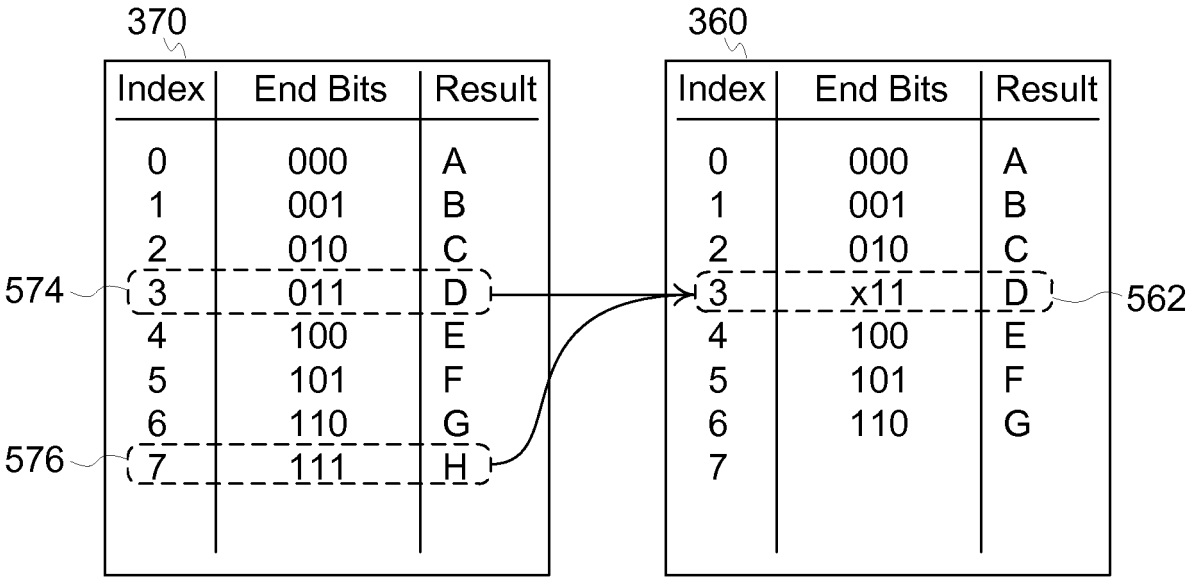 370 360
Index End Bits Result Index End Bits Result
0 000 A 0 000 A
1 001 B 1 001 B
2 010 C 2 010 C
574 3 011 D 3 x11 D 562
4 100 E 4 100 E
5 101 F 5 101 F
6 110 G 6 110 G
576 7 111 H 7